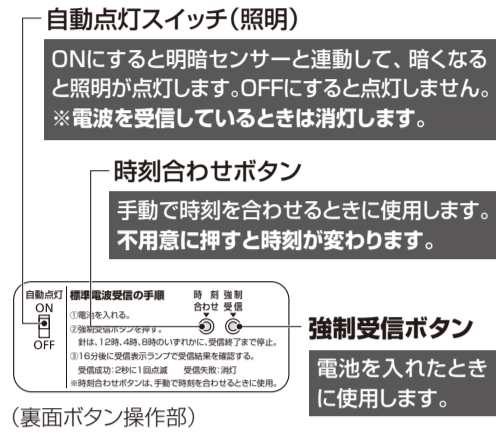 自動点灯スイッチ(照明)
ONにすると明暗センサーと連動して、暗くなる
と照明が点灯します。OFFにすると点灯しません。
※電波を受信しているときは消灯します。
時刻合わせボタン
手動で時刻を合わせるときに使用します。
不用意に押すと時刻が変わります。
自動点灯
ON
OFF
標準電波受信の手順
時 刻
合わせ
強制
受信
①電池を入れる。
②強制受信ボタンを押す。
針は、12時、4時、8時のいずれかに、受信終了まで停止。
③16分後に受信表示ランプで受信結果を確認する。
受信成功:2秒に1回点滅 受信失敗:消灯
※時刻合わせボタンは、手動で時刻を合わせるときに使用。
強制受信ボタン
電池を入れたとき
に使用します。
(裏面ボタン操作部)